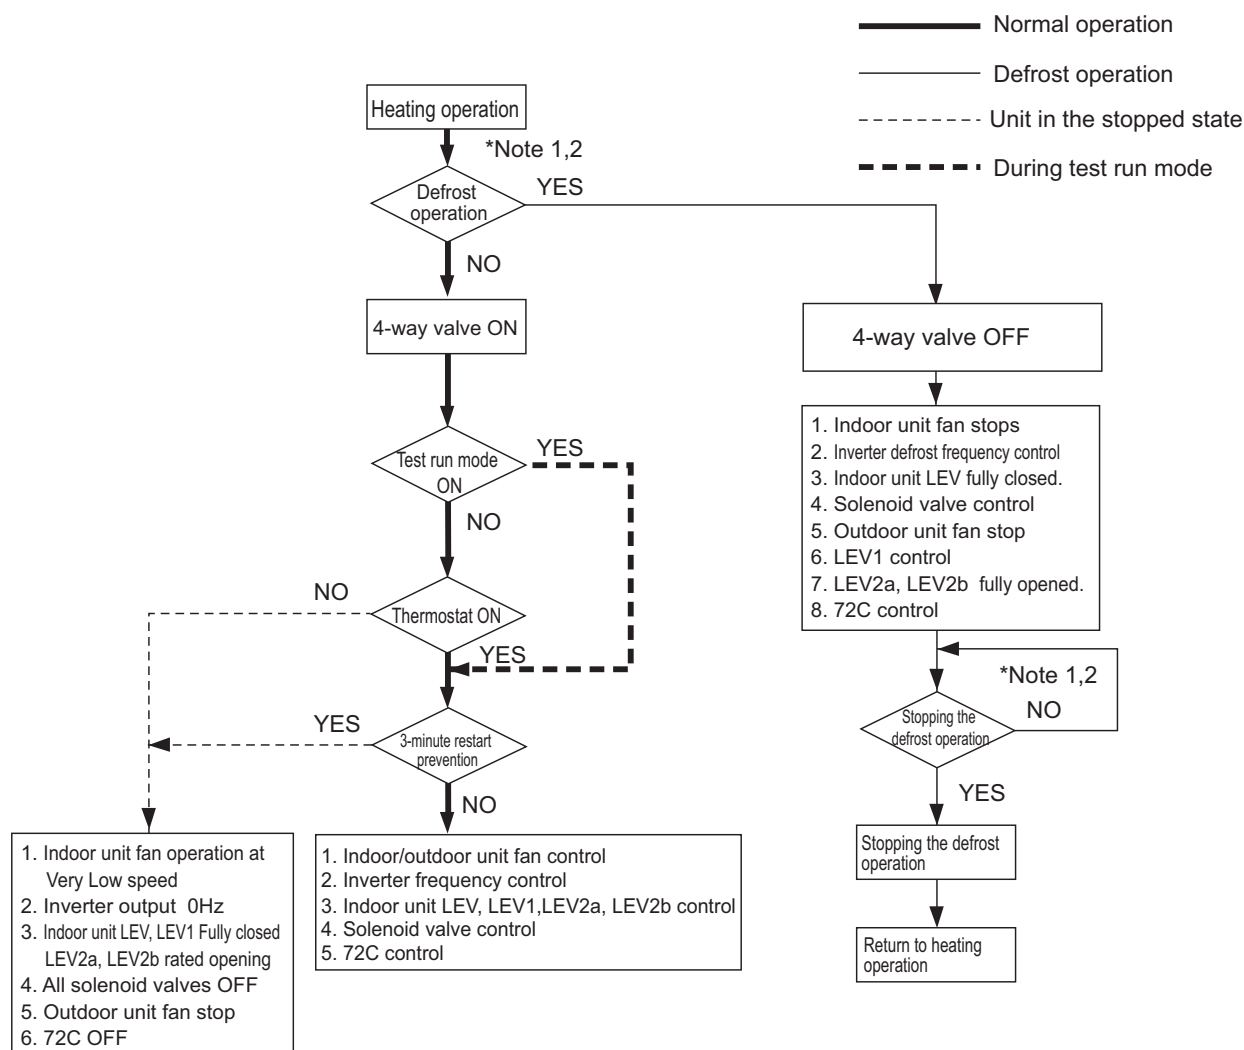 Normal operation
Defrost operation
Unit in the stopped state
During test run mode
Heating operation
*Note 1,2
Defrost
operation
YES
NO
4-way valve ON
4-way valve OFF
Test run mode
ON
YES
NO
1. Indoor unit fan stops
2. Inverter defrost frequency control
3. Indoor unit LEV fully closed.
4. Solenoid valve control
5. Outdoor unit fan stop
6. LEV1 control
7. LEV2a, LEV2b fully opened.
8. 72C control
NO
Thermostat ON
YES
*Note 1,2
NO
Stopping the
defrost operation
YES
YES
3-minute restart
prevention
NO
Stopping the defrost
operation
Return to heating
operation
1. Indoor unit fan operation at
Very Low speed
2. Inverter output 0Hz
3. Indoor unit LEV, LEV1 Fully closed
LEV2a, LEV2b rated opening
4. All solenoid valves OFF
5. Outdoor unit fan stop
6. 72C OFF
1. Indoor/outdoor unit fan control
2. Inverter frequency control
3. Indoor unit LEV, LEV1,LEV2a, LEV2b control
4. Solenoid valve control
5. 72C control